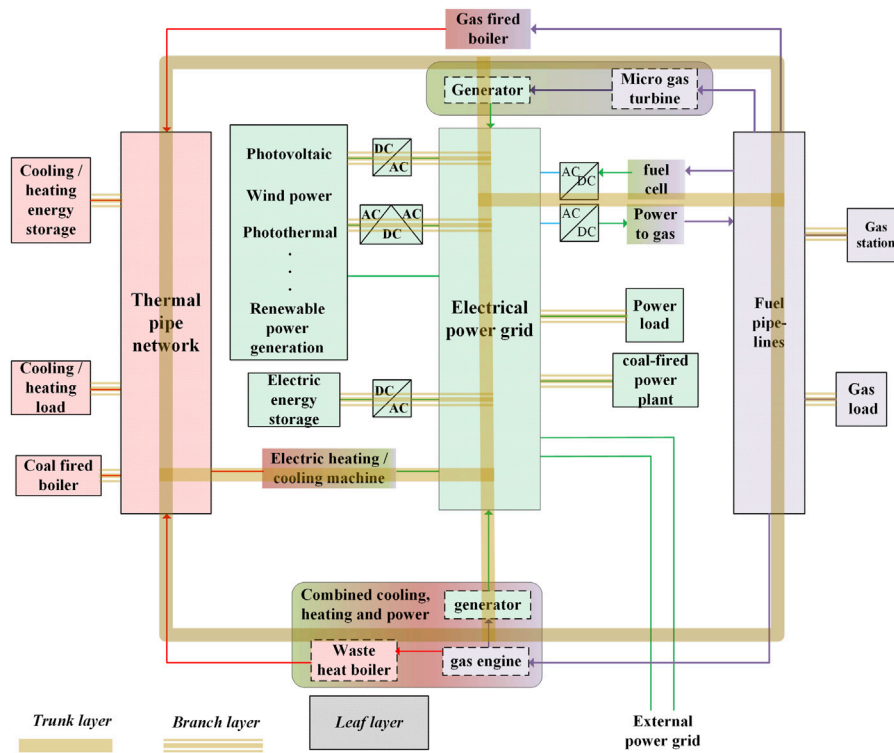 Gas fired
boiler
Generator
Micro gas
turbine
Cooling /
heating
energy
storage
Cooling /
heating
load
Coal fired
boiler
Thermal
pipe
network
Photovoltaic
Wind power
Photothermal
.
.
.
Renewable
power
generation
DC
AC
AC AC
DC
Electric
energy
storage
DC
AC
Electric heating /
cooling machine
Electrical
power grid
AC
DC
fuel
cell
AC
DC
Power
to gas
Power
load
coal-fired
power
plant
Fuel
pipe-
lines
Gas
station
Gas
load
Combined cooling,
heating and power
generator
Waste
heat boiler
gas engine
External
power grid
Trunk layer
Branch layer
Leaf layer